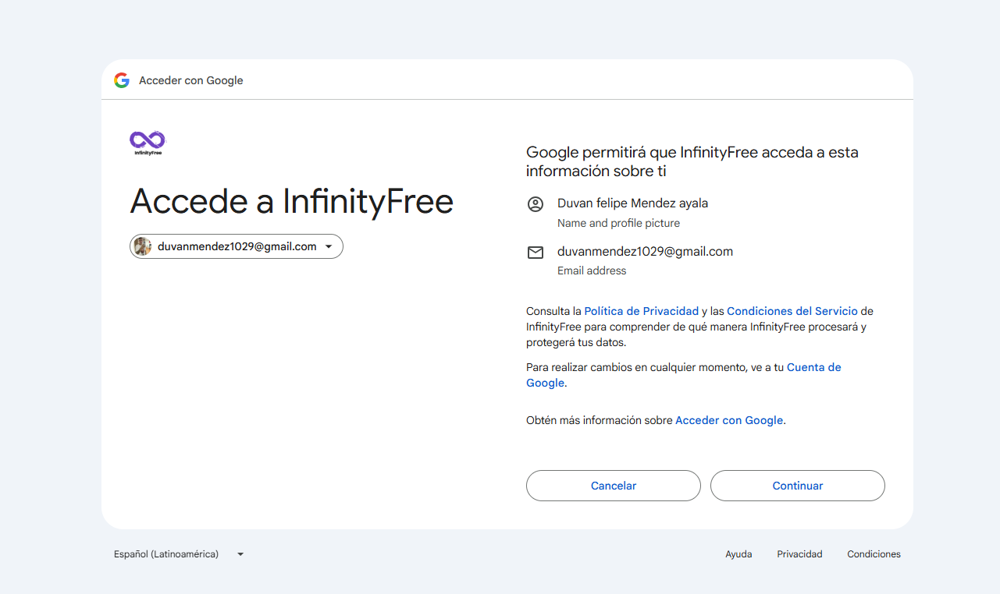 Acceder con Google
InfinityFree
Accede a InfinityFree
duvanmendez1029@gmail.com
Google permitirá que InfinityFree acceda a esta
información sobre ti
Duvan felipe Mendez ayala
Name and profile picture
duvanmendez1029@gmail.com
Email address
Consulta la Política de Privacidad y las Condiciones del Servicio de
InfinityFree para comprender de qué manera InfinityFree procesará y
protegerá tus datos.
Para realizar cambios en cualquier momento, ve a tu Cuenta de
Google.
Obtén más información sobre Acceder con Google.
Cancelar
Continuar
Español (Latinoamérica)
Ayuda
Privacidad
Condiciones